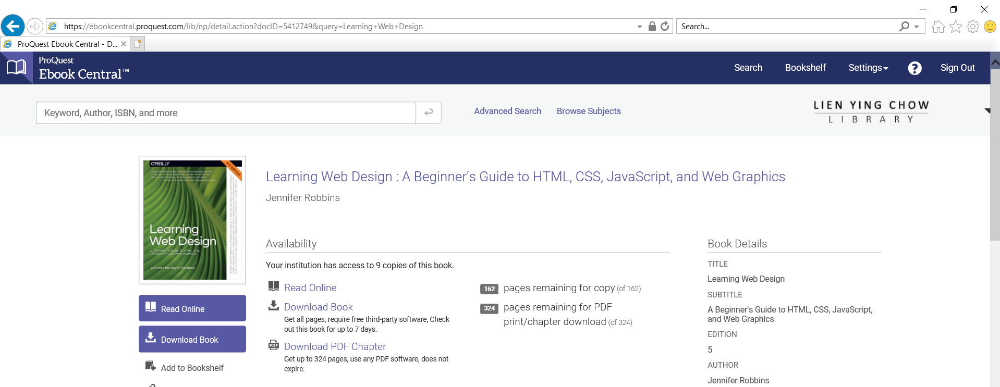 https://ebookcentral.proquest.com/lib/np/detail.action?docID=5412749&query=Learning+Web+Design
Search...
ProQuest Ebook Central - D...
ProQuest
Ebook Central™
Search
Bookshelf
Settings
?
Sign Out
Keyword, Author, ISBN, and more
Advanced Search
Browse Subjects
LIEN YING CHOW
LIBRARY
O'REILLY®
5TH EDITION
Learning
Web Design
A BEGINNER'S GUIDE TO HTML, CSS,
JAVASCRIPT, AND WEB GRAPHICS
Jennifer Niederst Robbins
Read Online
Download Book
Add to Bookshelf
Learning Web Design : A Beginner's Guide to HTML, CSS, JavaScript, and Web Graphics
Jennifer Robbins
Availability
Your institution has access to 9 copies of this book.
Read Online
Download Book
Get all pages, require free third-party software, Check
out this book for up to 7 days.
PDF
Download PDF Chapter
Get up to 324 pages, use any PDF software, does not
expire.
162 pages remaining for copy (of 162)
324 pages remaining for PDF
print/chapter download (of 324)
Book Details
TITLE
Learning Web Design
SUBTITLE
A Beginner's Guide to HTML, CSS, JavaScript,
and Web Graphics
EDITION
5
AUTHOR
Jennifer Robbins